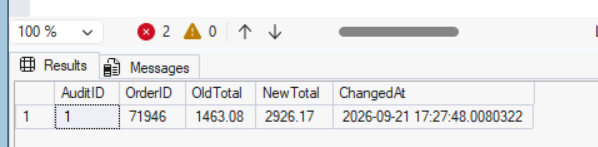 100 % 2 0
Results Messages
AuditID OrderID OldTotal NewTotal ChangedAt
1 1 71946 1463.08 2926.17 2026-09-21 17:27:48.0080322